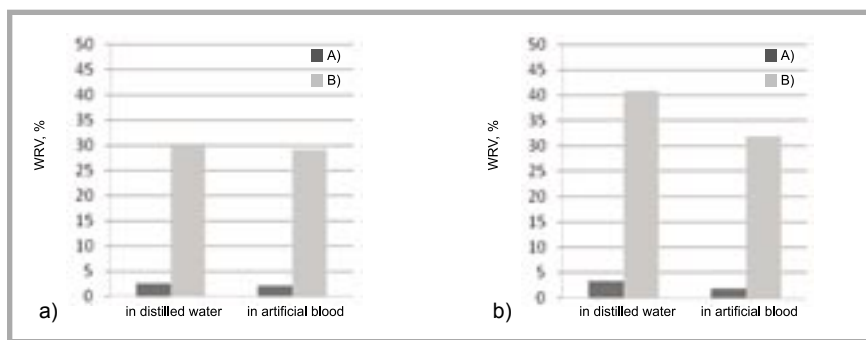 50
45
40
35
30
25
20
15
10
5
0
WRV, %
A)
B)
in distilled water
in artificial blood
a)
50
45
40
35
30
25
20
15
10
5
0
WRV, %
A)
B)
in distilled water
in artificial blood
b)